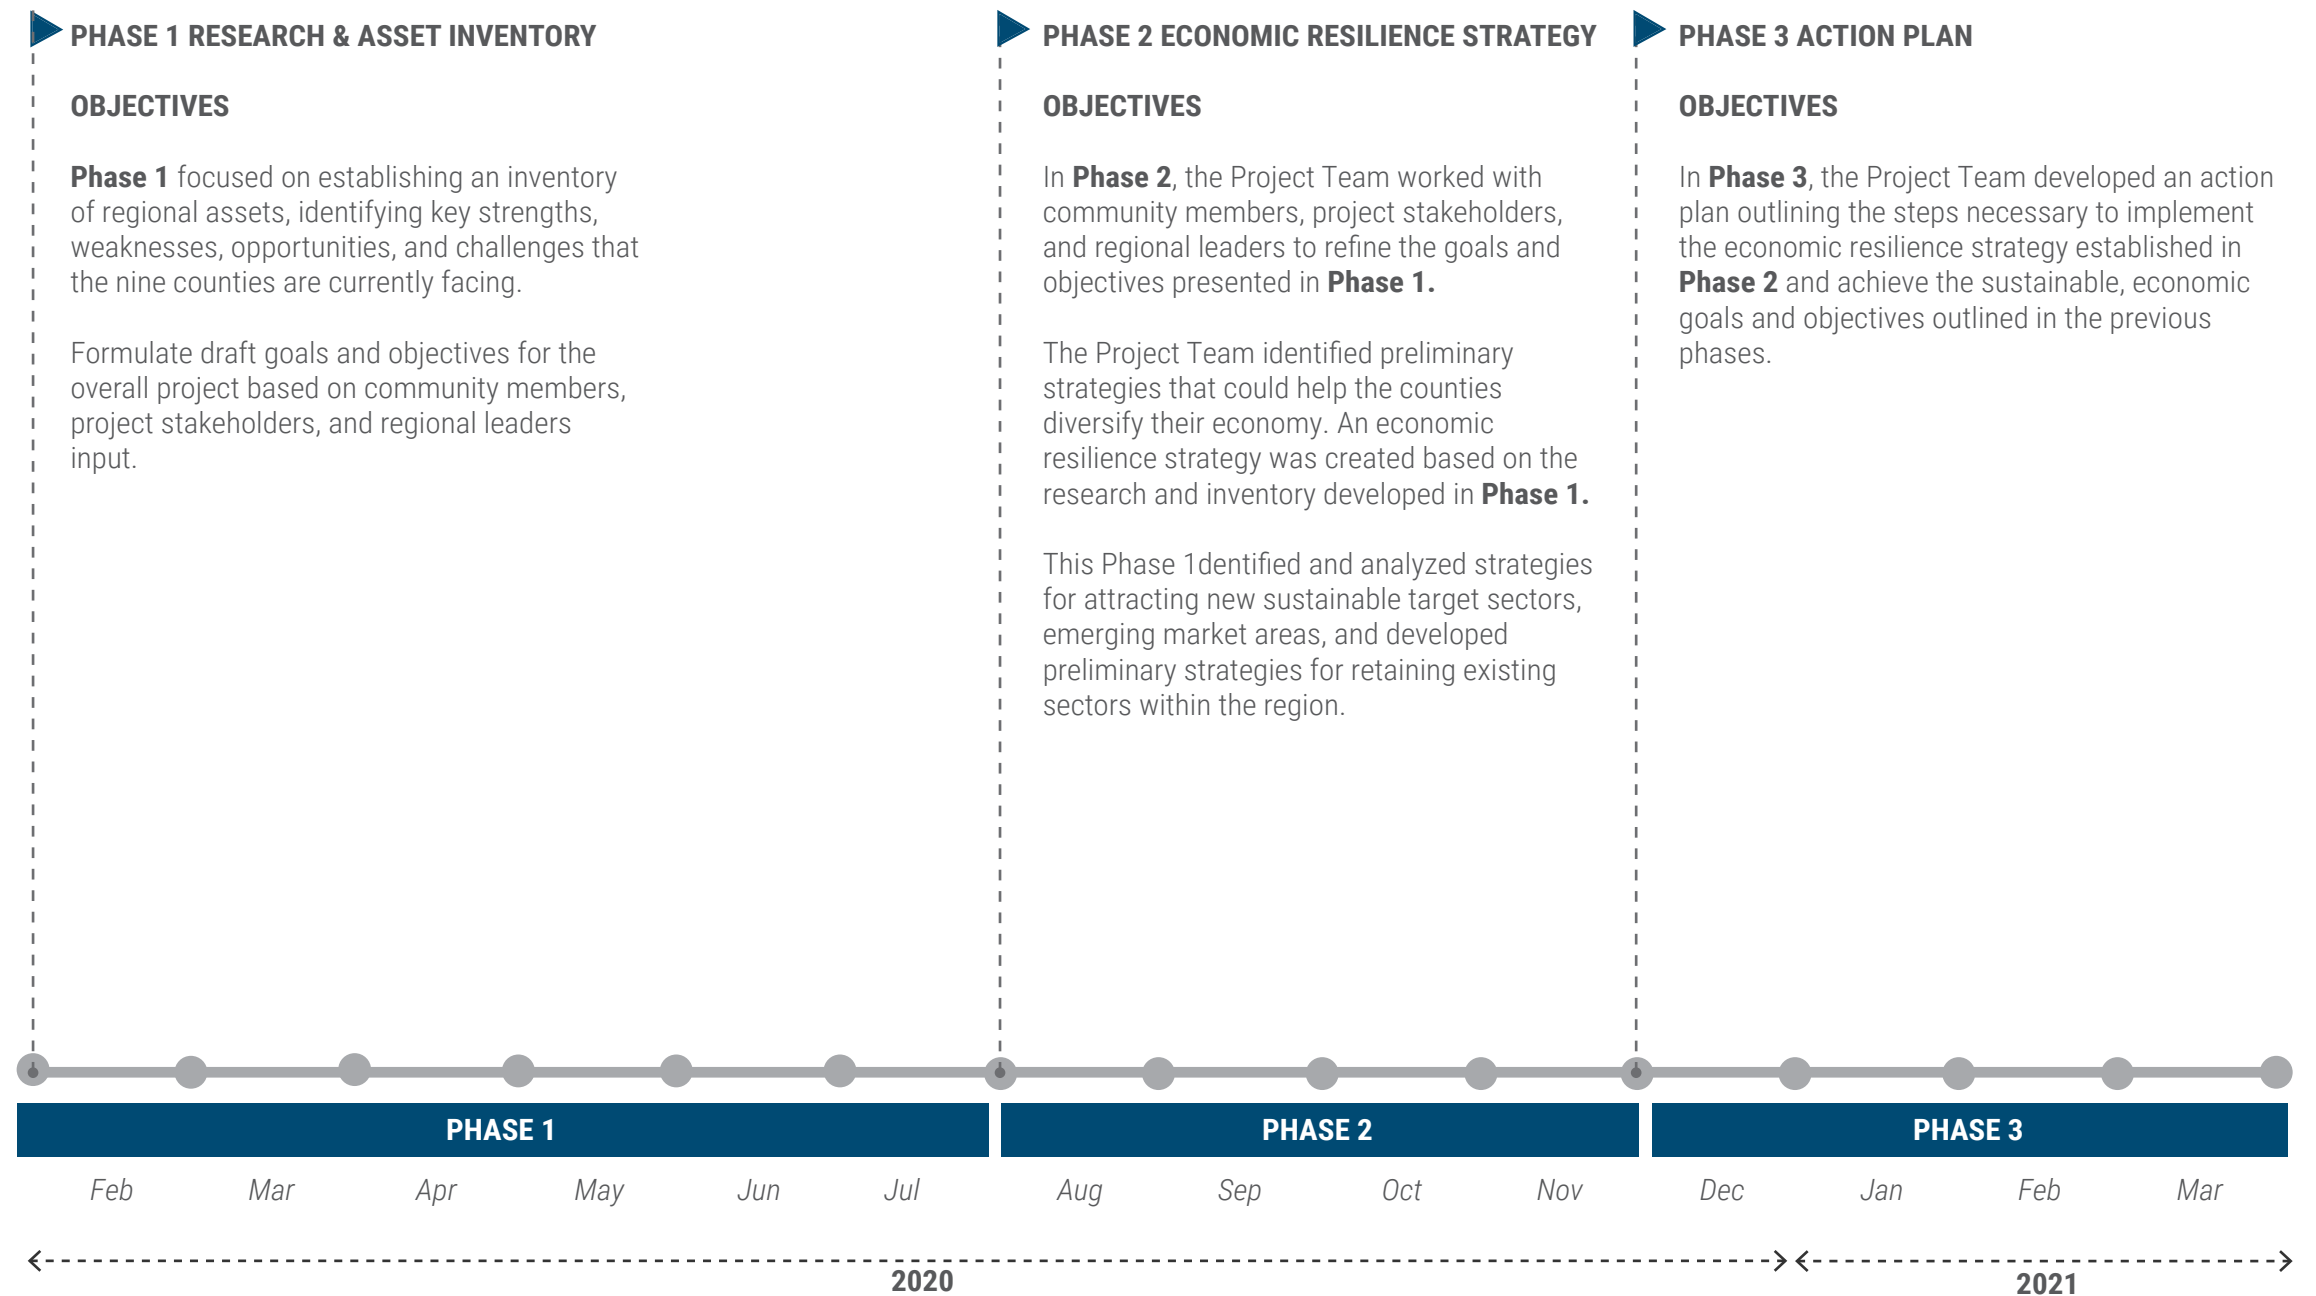 PHASE 1 RESEARCH & ASSET INVENTORY
OBJECTIVES
Phase 1 focused on establishing an inventory
of regional assets, identifying key strengths,
weaknesses, opportunities, and challenges that
the nine counties are currently facing.
Formulate draft goals and objectives for the
overall project based on community members,
project stakeholders, and regional leaders
input.
PHASE 2 ECONOMIC RESILIENCE STRATEGY
OBJECTIVES
In Phase 2, the Project Team worked with
community members, project stakeholders,
and regional leaders to refine the goals and
objectives presented in Phase 1.
The Project Team identified preliminary
strategies that could help the counties
diversify their economy. An economic
resilience strategy was created based on the
research and inventory developed in Phase 1.
This Phase 1dentified and analyzed strategies
for attracting new sustainable target sectors,
emerging market areas, and developed
preliminary strategies for retaining existing
sectors within the region.
PHASE 3 ACTION PLAN
OBJECTIVES
In Phase 3, the Project Team developed an action
plan outlining the steps necessary to implement
the economic resilience strategy established in
Phase 2 and achieve the sustainable, economic
goals and objectives outlined in the previous
phases.
PHASE 1 PHASE 2 PHASE 3
Feb Mar Apr May Jun Jul Aug Sep Oct Nov Dec Jan Feb Mar
2020 2021